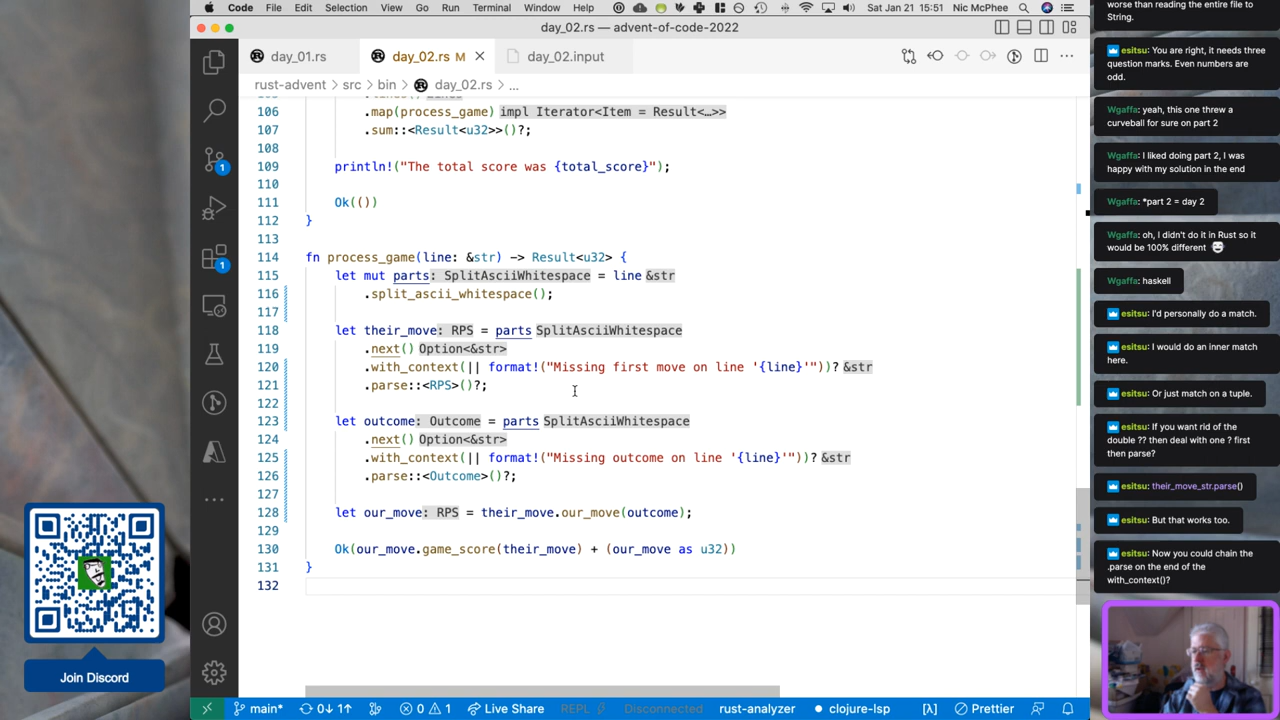 Code File Edit Selection View Go Run Terminal Window Help Sat Jan 21 15:51 Nic McPhee
day_02.rs — advent-of-code-2022
day_01.rs day_02.rs M day_02.input
rust-advent > src > bin > day_02.rs > ...
106 .map(process_game) impl Iterator<Item = Result<…>>
107 .sum::<Result<u32>>()?;
108
109 println!("The total score was {total_score}");
110
111 Ok(())
112 }
113
114 fn process_game(line: &str) -> Result<u32> {
115 let mut parts: SplitAsciiWhitespace = line &str
116 .split_ascii_whitespace();
117
118 let their_move: RPS = parts SplitAsciiWhitespace
119 .next() Option<&str>
120 .with_context(|| format!("Missing first move on line '{line}'"))? &str
121 .parse::<RPS>()?;
122
123 let outcome: Outcome = parts SplitAsciiWhitespace
124 .next() Option<&str>
125 .with_context(|| format!("Missing outcome on line '{line}'"))? &str
126 .parse::<Outcome>()?;
127
128 let our_move: RPS = their_move.our_move(outcome);
129
130 Ok(our_move.game_score(their_move) + (our_move as u32))
131 }
132
1
1
main* 0↓ 1↑ 0 1 Live Share REPL Disconnected rust-analyzer clojure-lsp [λ] Prettier
Join Discord
worse than reading the entire file to
String.
esitsu: You are right, it needs three
question marks. Even numbers are
odd.
Wgaffa: yeah, this one threw a
curveball for sure on part 2
Wgaffa: I liked doing part 2, I was
happy with my solution in the end
Wgaffa: *part 2 = day 2
Wgaffa: oh, I didn't do it in Rust so it
would be 100% different
Wgaffa: haskell
esitsu: I'd personally do a match.
esitsu: I would do an inner match
here.
esitsu: Or just match on a tuple.
esitsu: If you want rid of the
double ?? then deal with one ? first
then parse?
esitsu: their_move_str.parse()
esitsu: But that works too.
esitsu: Now you could chain the
.parse on the end of the
with_context()?